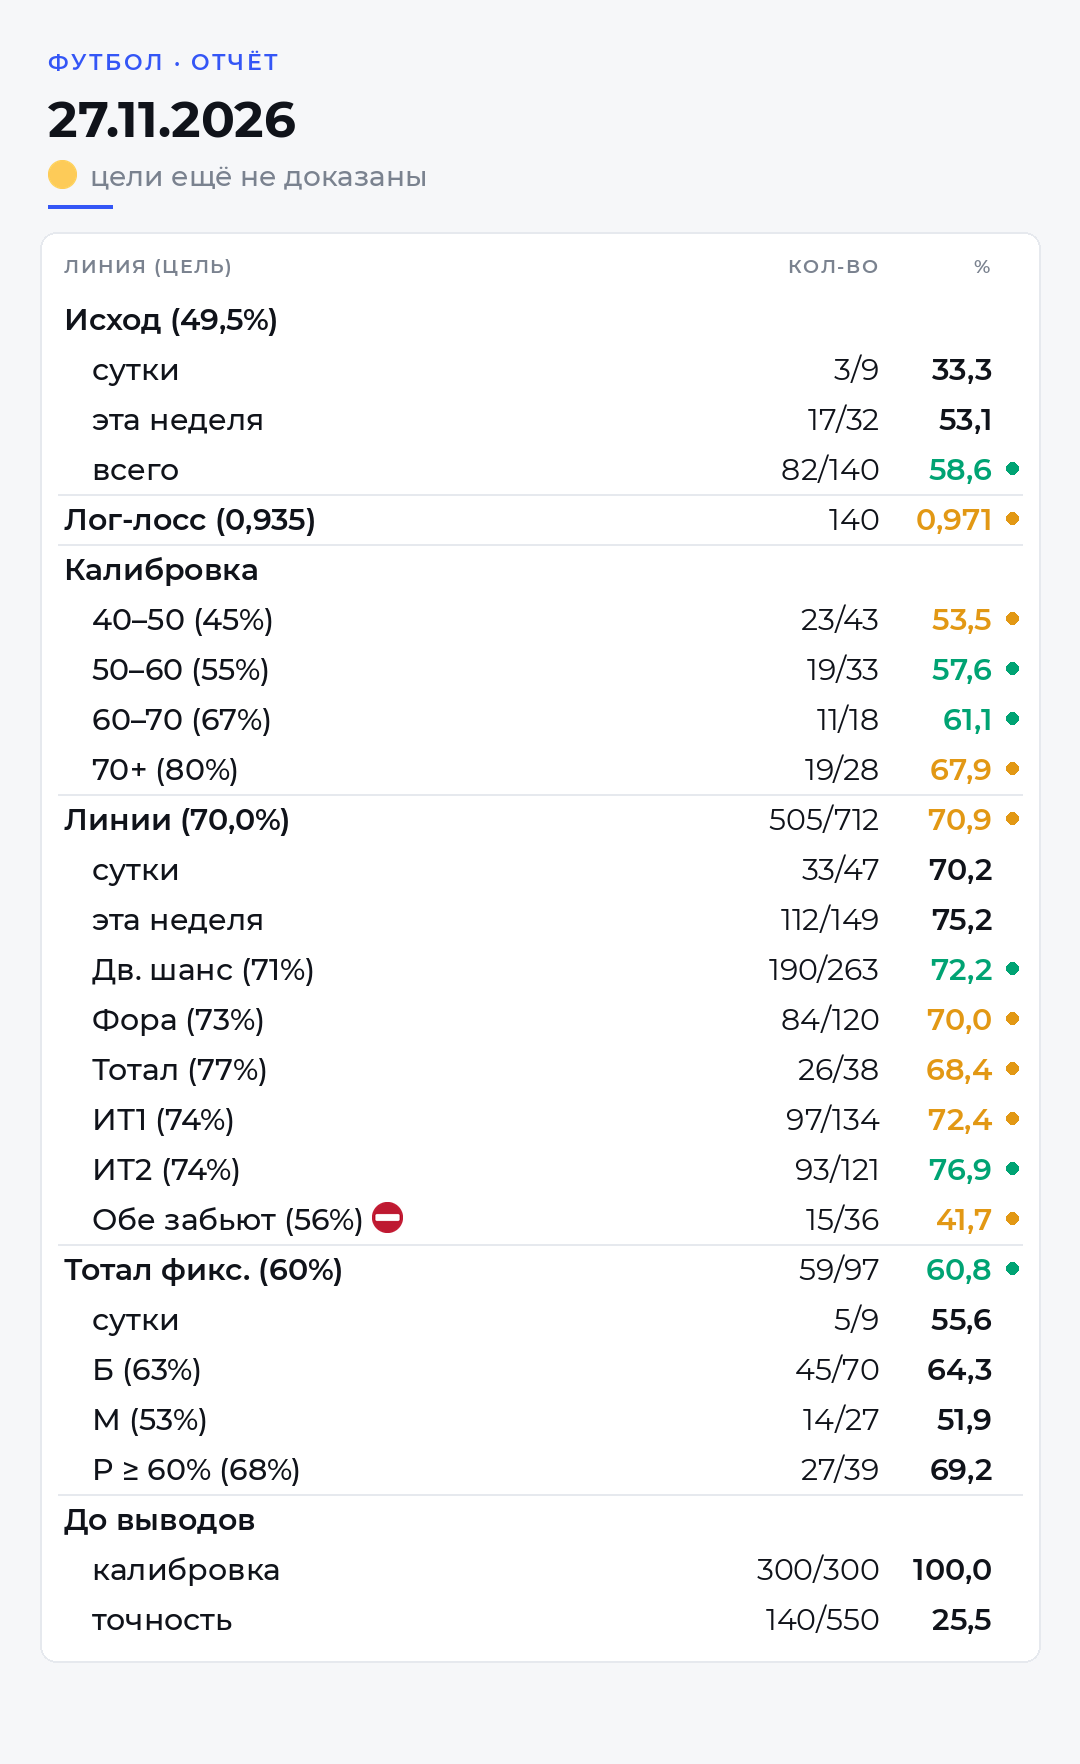 ФУТБОЛ · ОТЧЁТ
27.11.2026
цели ещё не доказаны
ЛИНИЯ (ЦЕЛЬ) КОЛ-ВО %
Исход (49,5%)
сутки 3/9 33,3
эта неделя 17/32 53,1
всего 82/140 58,6
Лог-лосс (0,935) 140 0,971
Калибровка
40–50 (45%) 23/43 53,5
50–60 (55%) 19/33 57,6
60–70 (67%) 11/18 61,1
70+ (80%) 19/28 67,9
Линии (70,0%) 505/712 70,9
сутки 33/47 70,2
эта неделя 112/149 75,2
Дв. шанс (71%) 190/263 72,2
Фора (73%) 84/120 70,0
Тотал (77%) 26/38 68,4
ИТ1 (74%) 97/134 72,4
ИТ2 (74%) 93/121 76,9
Обе забьют (56%) 15/36 41,7
Тотал фикс. (60%) 59/97 60,8
сутки 5/9 55,6
Б (63%) 45/70 64,3
М (53%) 14/27 51,9
Р ≥ 60% (68%) 27/39 69,2
До выводов
калибровка 300/300 100,0
точность 140/550 25,5